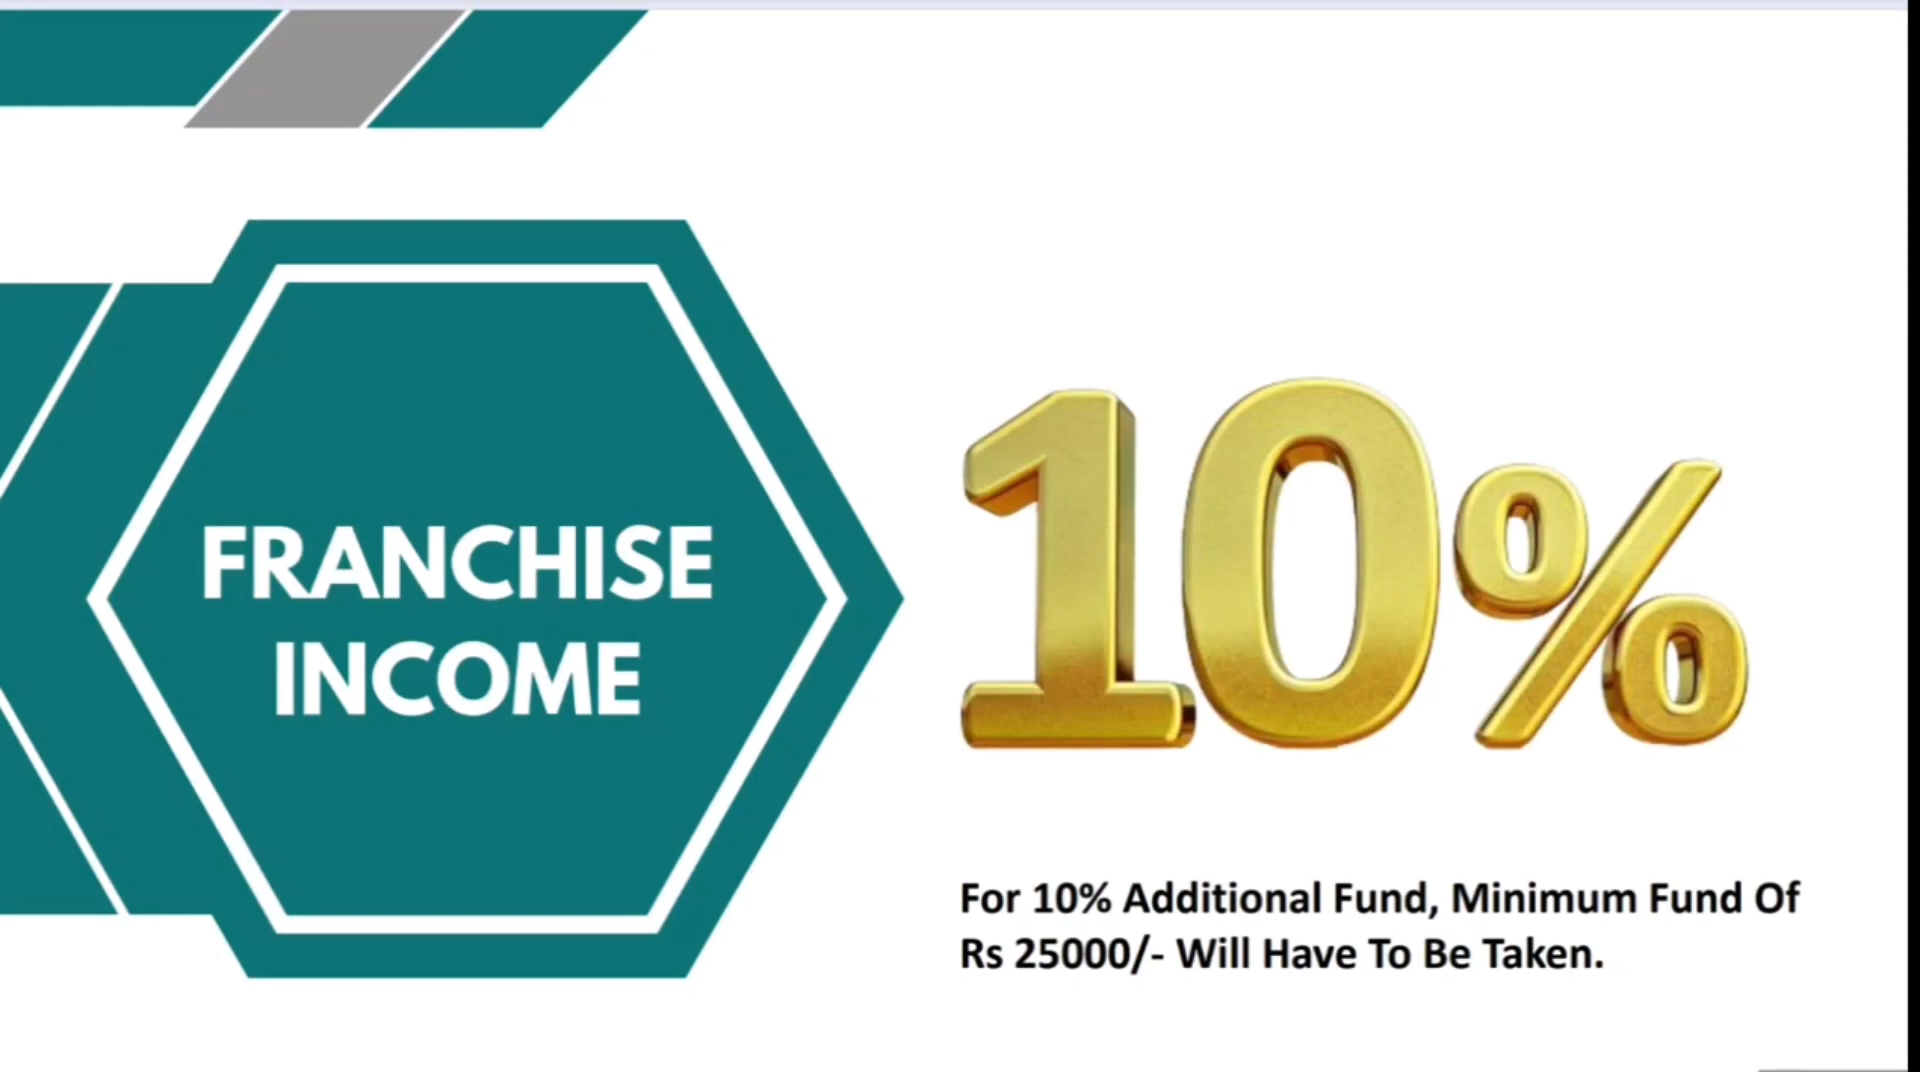 FRANCHISE
INCOME
10%
For 10% Additional Fund, Minimum Fund Of
Rs 25000/- Will Have To Be Taken.